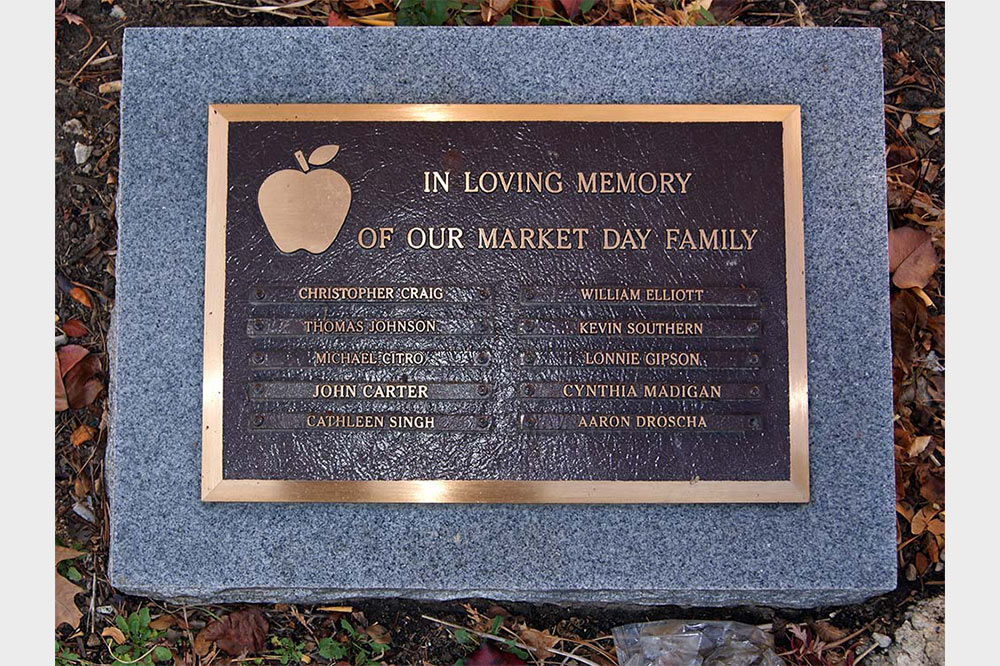 IN LOVING MEMORY
OF OUR MARKET DAY FAMILY
CHRISTOPHER CRAIG
THOMAS JOHNSON
MICHAEL CITRO
JOHN CARTER
CATHLEEN SINGH
WILLIAM ELLIOTT
KEVIN SOUTHERN
LONNIE GIPSON
CYNTHIA MADIGAN
AARON DROSCHA